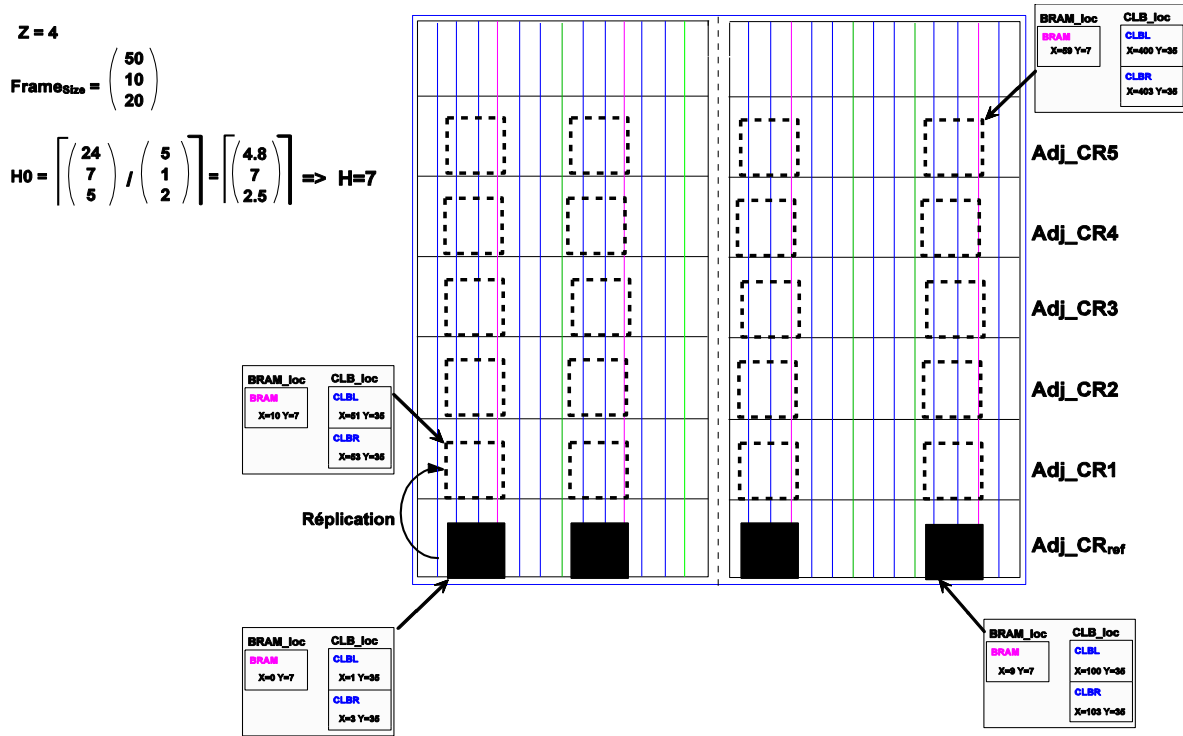 Z = 4
FrameSize = ( 50 10 20 )
H0 = ⌈( 24 7 5 ) / ( 5 1 2 )⌉ = ⌈( 4.8 7 2.5 )⌉ => H=7
BRAM_loc CLB_loc
BRAM CLBL
X=59 Y=7 X=400 Y=35
CLBR
X=403 Y=35
Adj_CR5
Adj_CR4
Adj_CR3
Adj_CR2
Adj_CR1
Adj_CRref
BRAM_loc CLB_loc
BRAM CLBL
X=10 Y=7 X=51 Y=35
CLBR
X=53 Y=35
Réplication
BRAM_loc CLB_loc
BRAM CLBL
X=0 Y=7 X=1 Y=35
CLBR
X=3 Y=35
BRAM_loc CLB_loc
BRAM CLBL
X=9 Y=7 X=100 Y=35
CLBR
X=103 Y=35